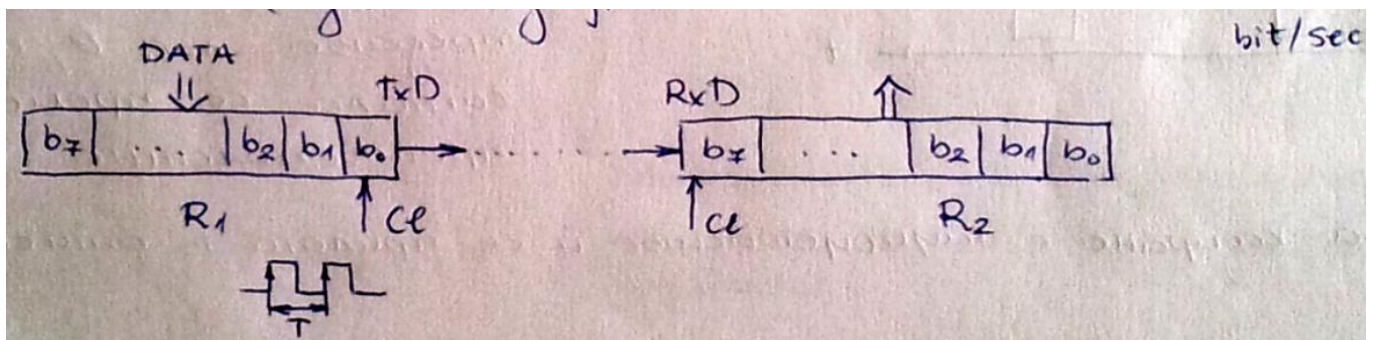 bit/sec
DATA
TxD RxD
b7 ... b2 b1 b0 ........ b7 ... b2 b1 b0
R1 Cl Cl R2
T